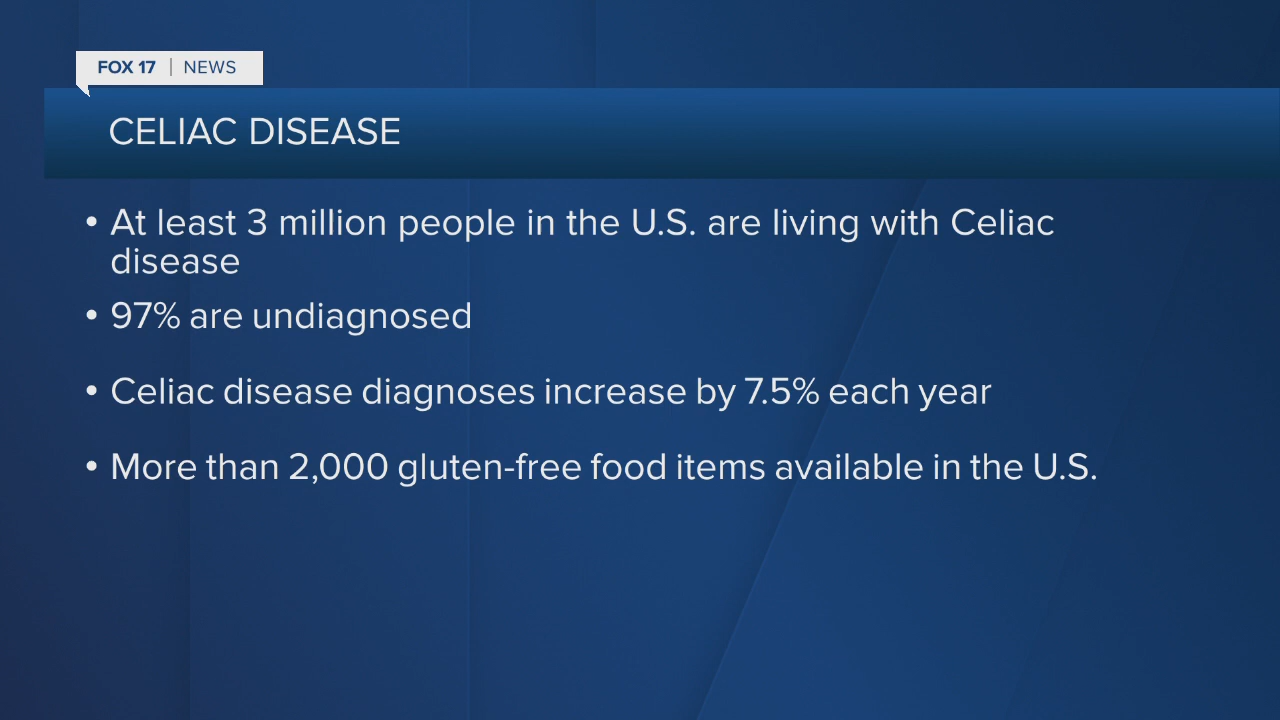 FOX 17 | NEWS
CELIAC DISEASE
• At least 3 million people in the U.S. are living with Celiac
disease
• 97% are undiagnosed
• Celiac disease diagnoses increase by 7.5% each year
• More than 2,000 gluten-free food items available in the U.S.